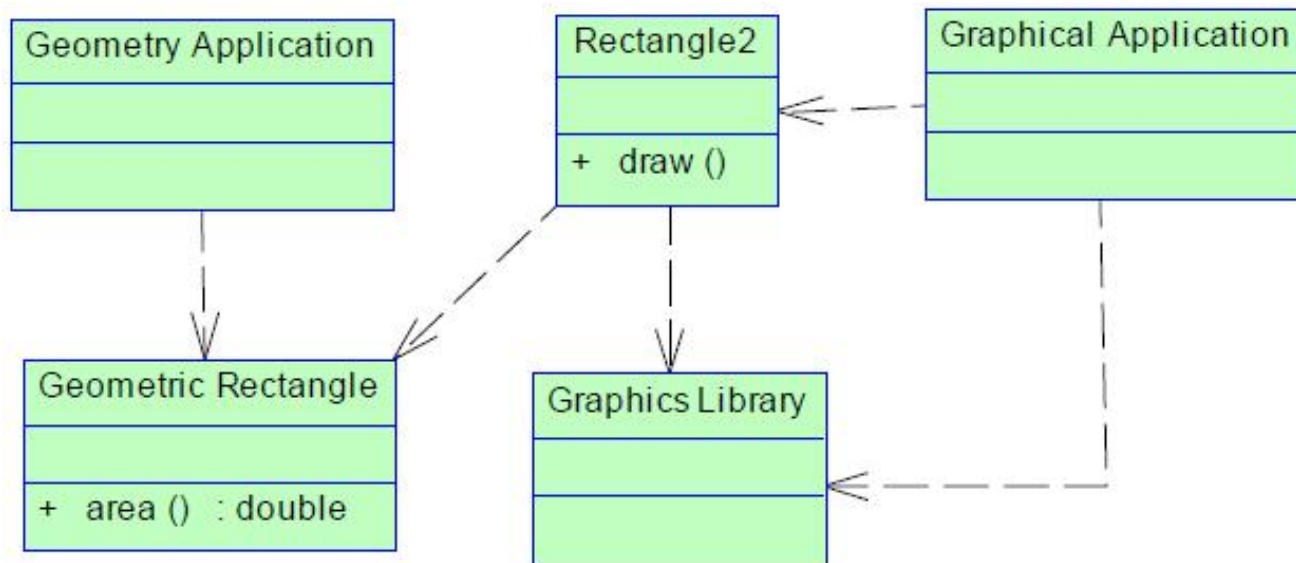 Geometry Application
Rectangle2
+ draw ()
Graphical Application
Geometric Rectangle
+ area () : double
Graphics Library